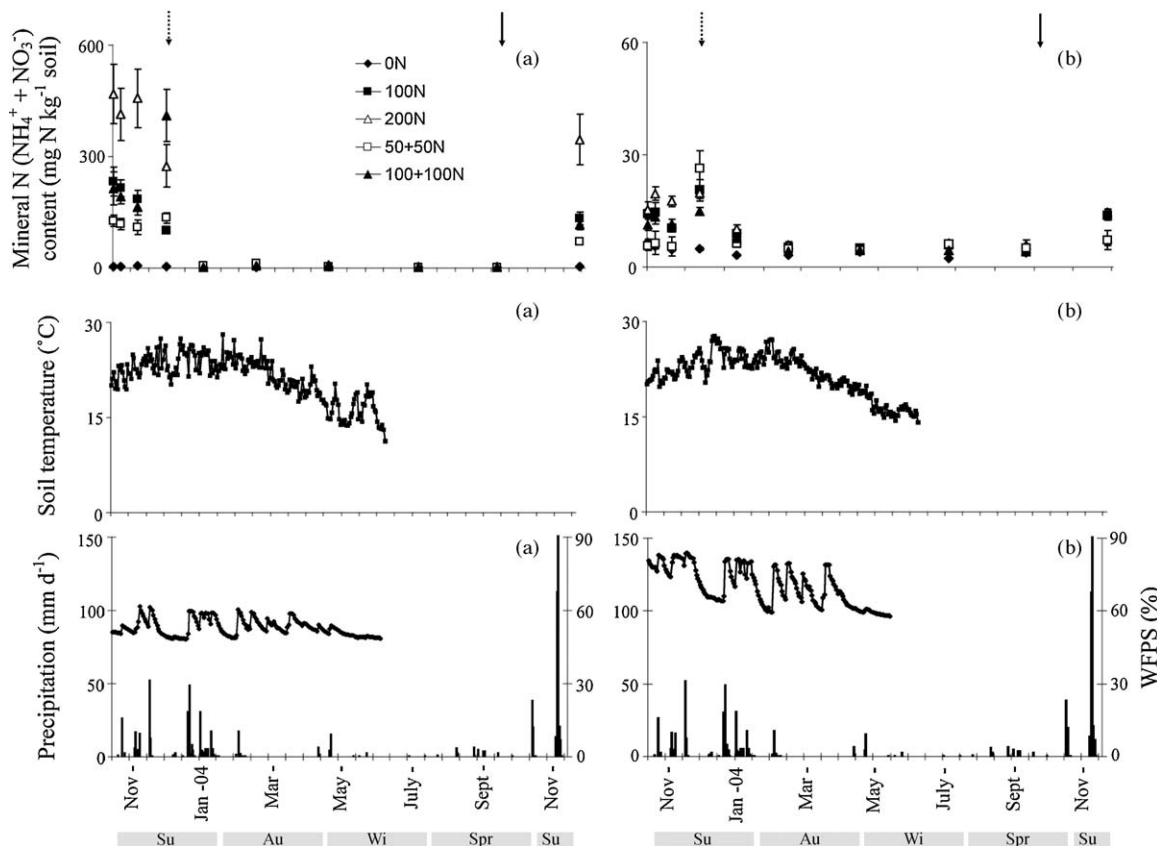 (a)
(b)
Mineral N (NH₄⁺ + NO₃⁻)
content (mg N kg⁻¹ soil)
600
300
0
0N
100N
200N
50+50N
100+100N
60
30
0
(a)
(b)
Soil temperature (˚C)
30
15
0
30
15
0
(a)
(b)
Precipitation (mm d⁻¹)
150
100
50
0
90
60
30
0
150
100
50
0
90
60
30
0
WFPS (%)
Nov
Jan -04
Mar
May
July
Sept
Nov
Nov
Jan -04
Mar
May
July
Sept
Nov
Su Au Wi Spr Su
Su Au Wi Spr Su